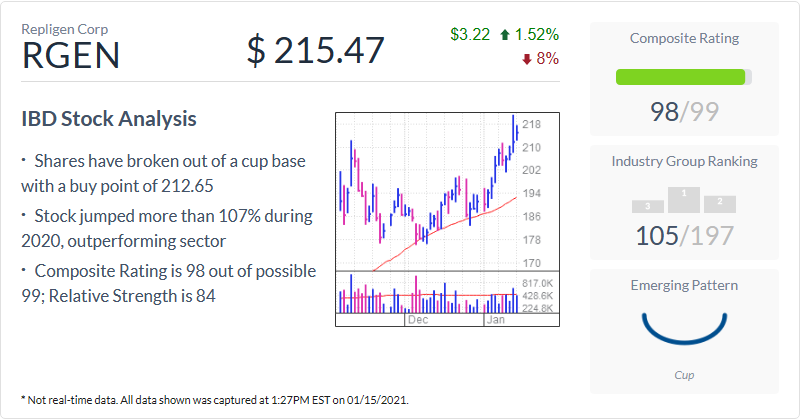 Repligen Corp
RGEN
$ 215.47
$3.22 1.52%
8%
IBD Stock Analysis
· Shares have broken out of a cup base
with a buy point of 212.65
· Stock jumped more than 107% during
2020, outperforming sector
· Composite Rating is 98 out of possible
99; Relative Strength is 84
218
210
202
194
186
178
170
817.0K
428.6K
224.8K
Dec Jan
Composite Rating
98/99
Industry Group Ranking
3 1 2
105/197
Emerging Pattern
Cup
* Not real-time data. All data shown was captured at 1:27PM EST on 01/15/2021.